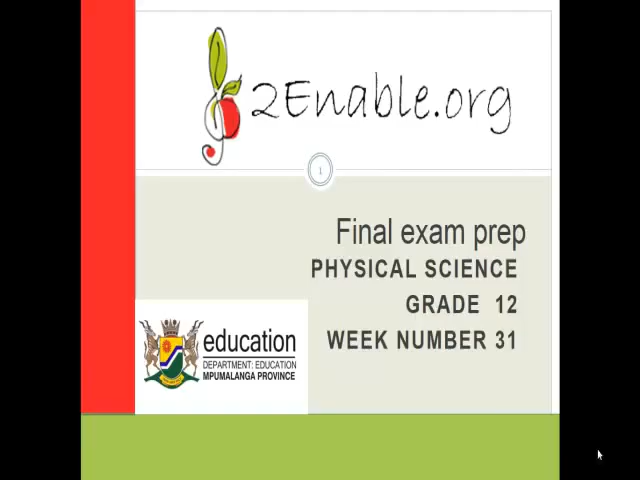 2Enable.org
1
Final exam prep
PHYSICAL SCIENCE
GRADE 12
WEEK NUMBER 31
education
DEPARTMENT: EDUCATION
MPUMALANGA PROVINCE